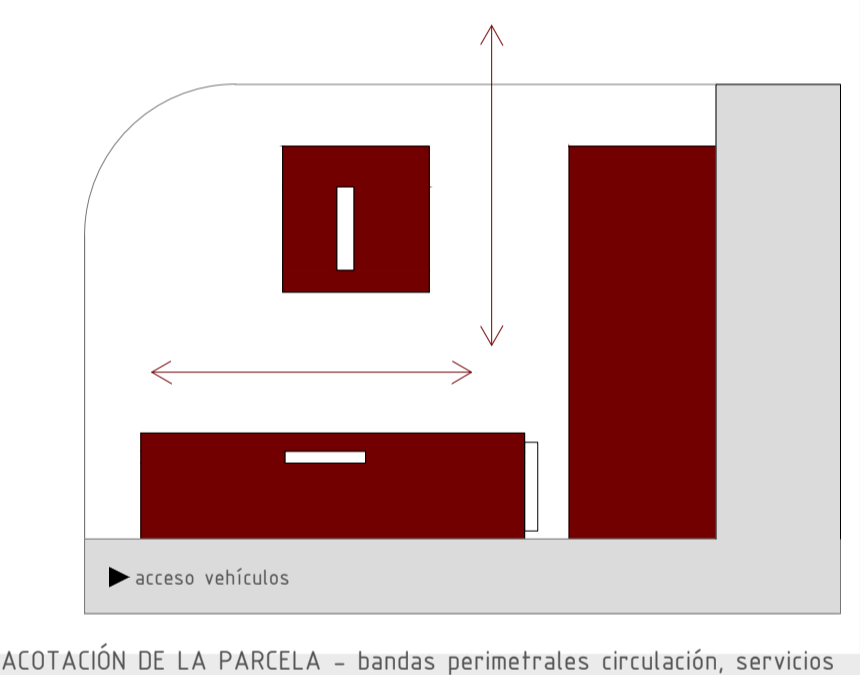 acceso vehículos
ACOTACIÓN DE LA PARCELA - bandas perimetrales circulación, servicios